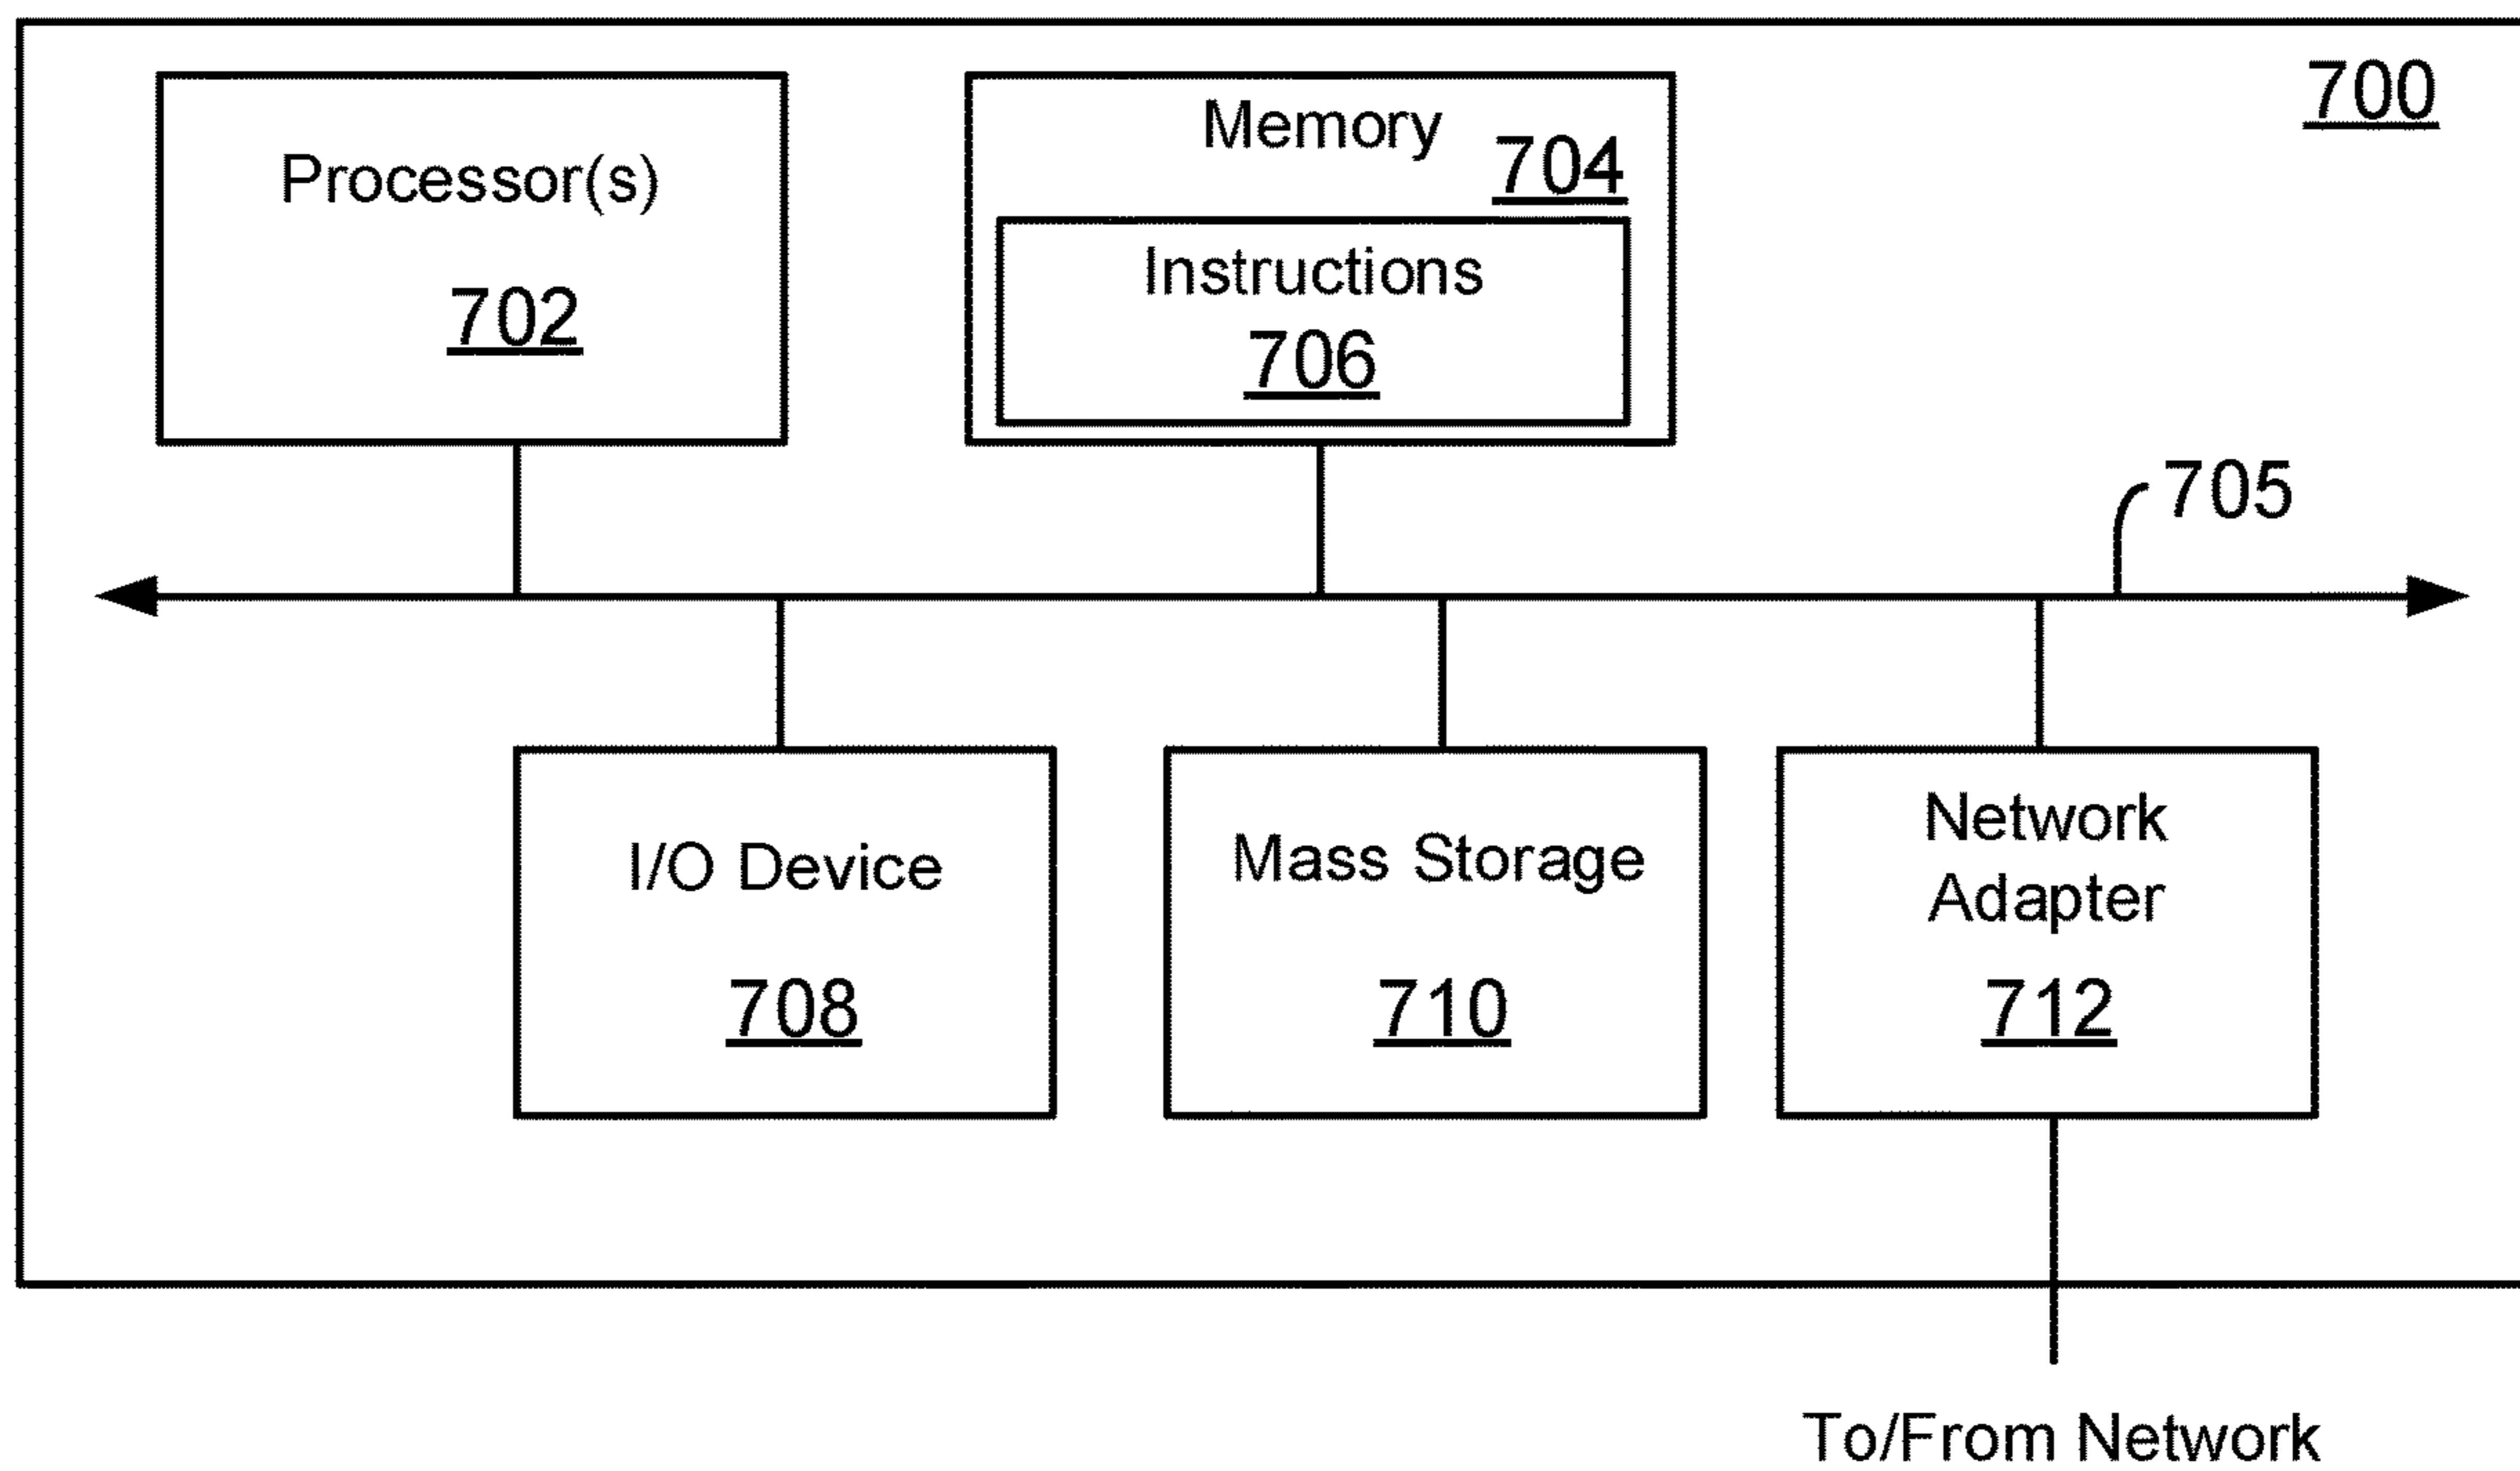 700
Processor(s)
702
Memory
704
Instructions
706
705
I/O Device
708
Mass Storage
710
Network
Adapter
712
To/From Network